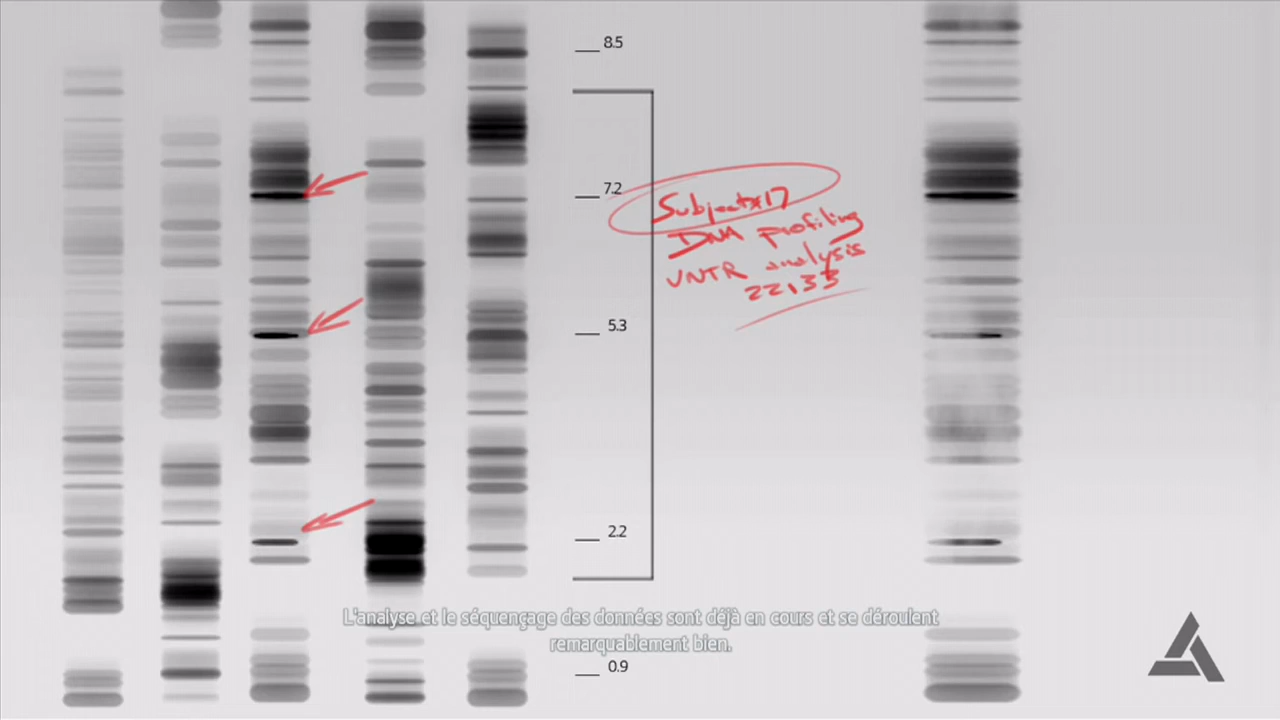 8.5
7.2
Subject#17
DNA profiling
VNTR analysis
22133
5.3
2.2
L'analyse et le séquençage des données sont déjà en cours et se déroulent
remarquablement bien.
0.9